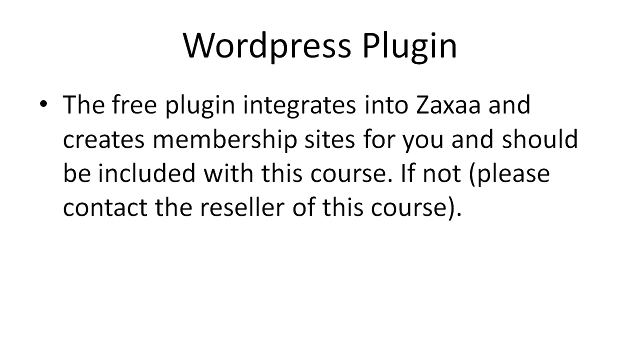 Wordpress Plugin
• The free plugin integrates into Zaxaa and
creates membership sites for you and should
be included with this course. If not (please
contact the reseller of this course).